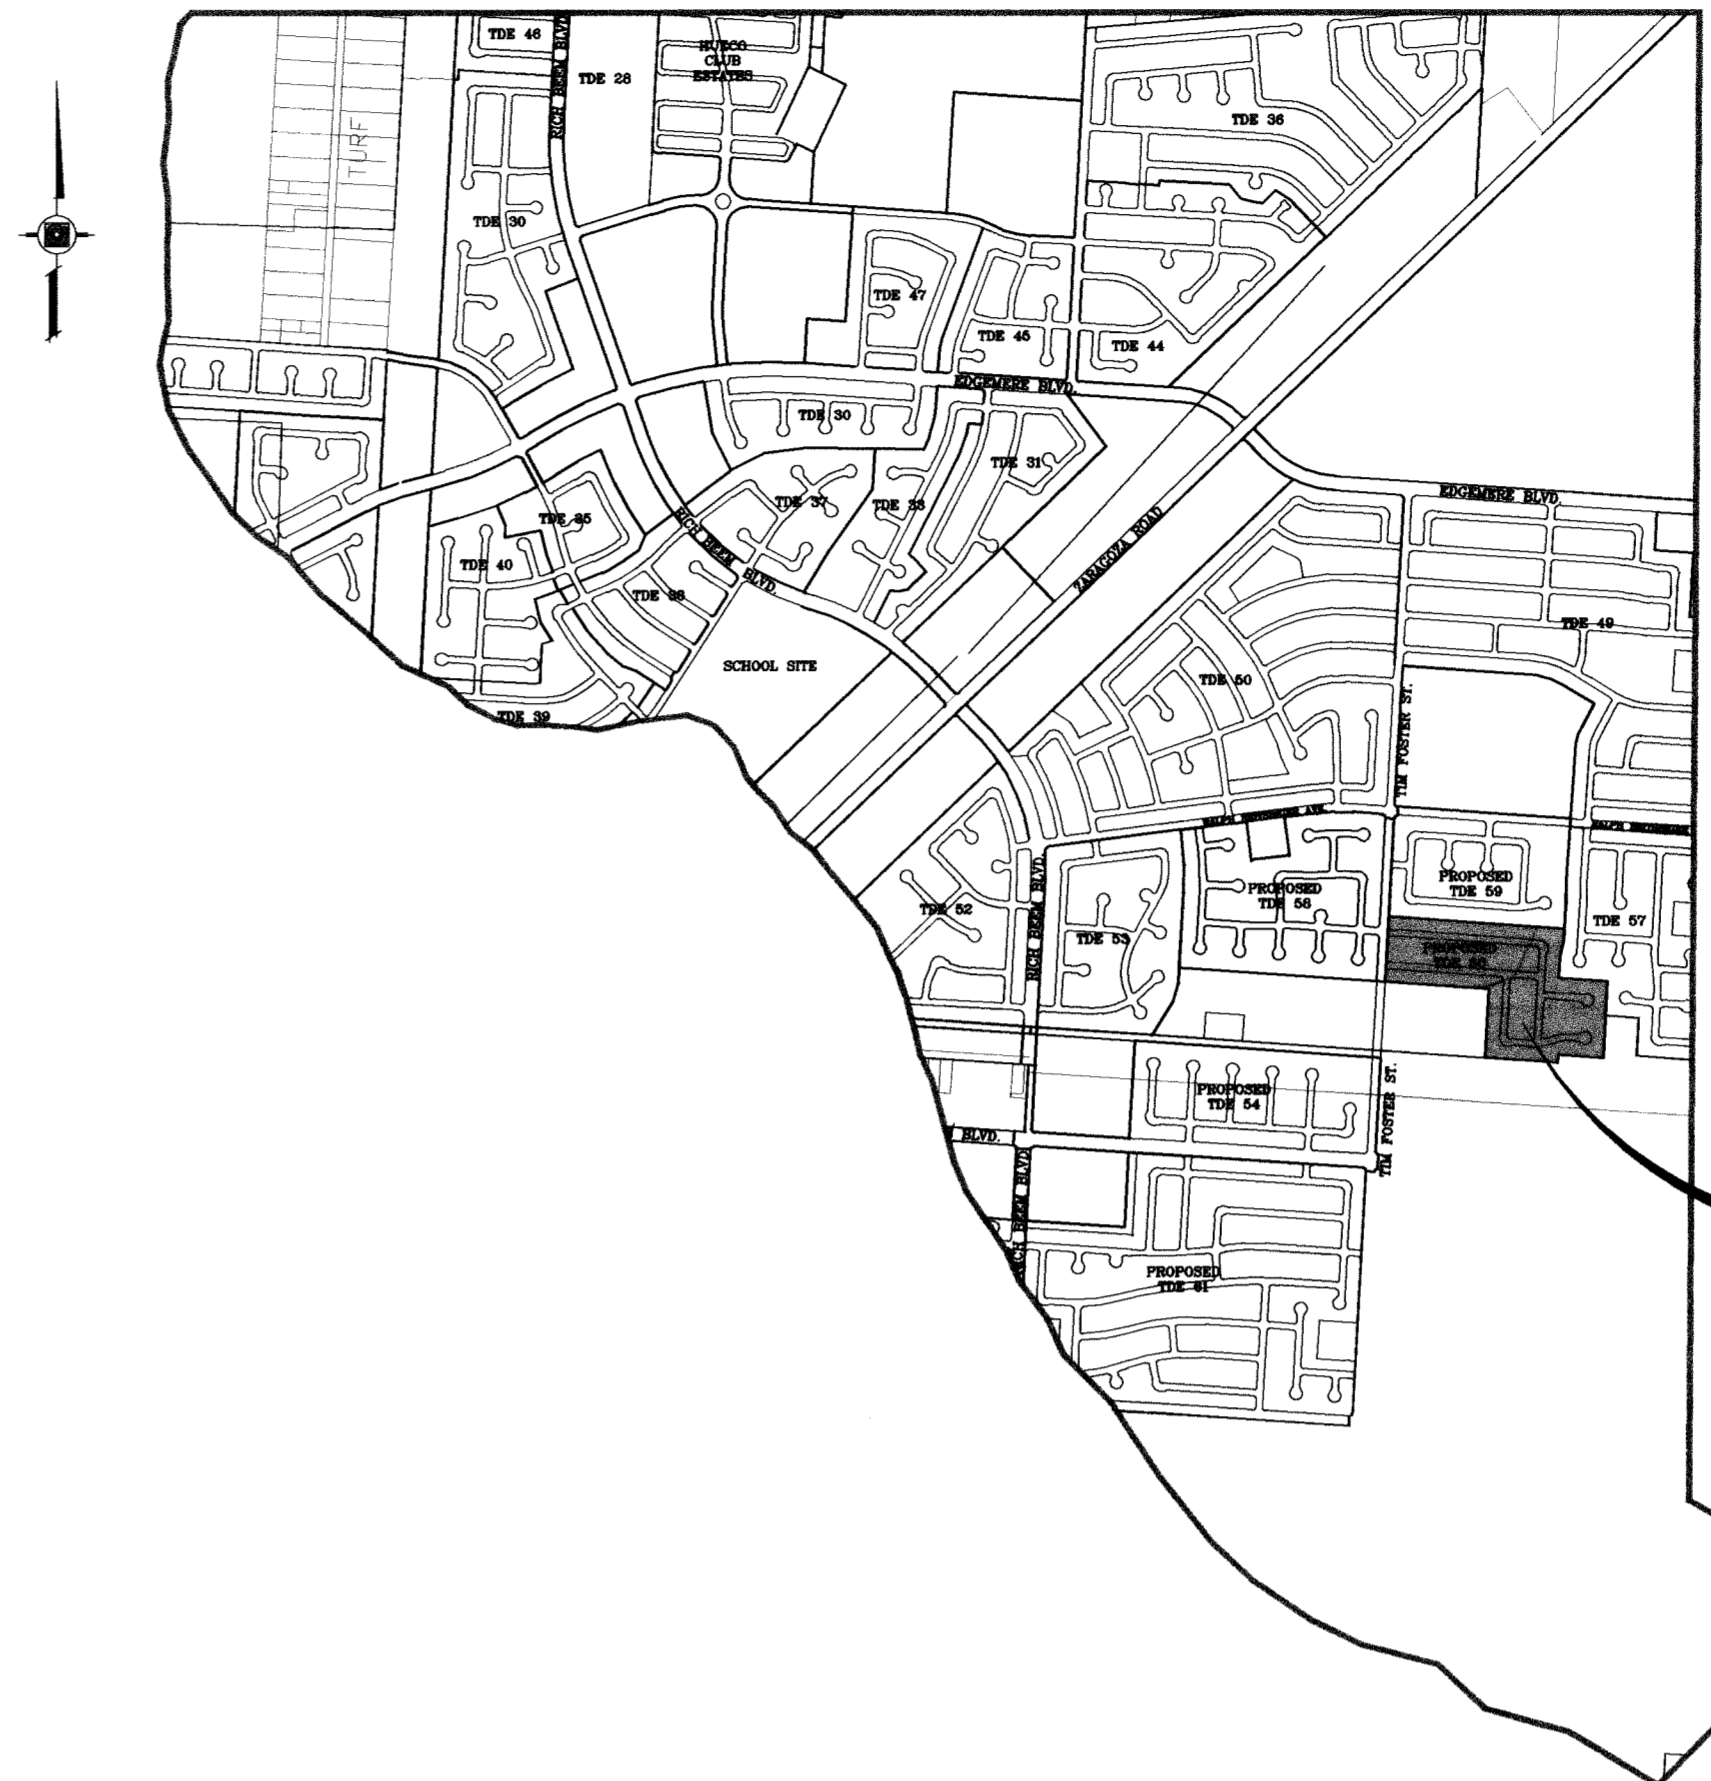 TDE 46
RICH BEEM BLVD
TDE 28
HUECO
CLUB
ESTATES
TURF
TDE 36
TDE 30
TDE 47
TDE 45
TDE 44
EDGEMERE BLVD.
TDE 30
TDE 31
TDE 37
TDE 33
TDE 35
RICH BEEM BLVD.
ZARAGOZA ROAD
EDGEMERE BLVD.
TDE 40
TDE 38
TDE 49
SCHOOL SITE
TDE 50
TDE 39
TIM FOSTER ST.
RICH BEEM BLVD.
PROPOSED
TDE 58
PROPOSED
TDE 59
TDE 52
TDE 53
TDE 57
PROPOSED
PROPOSED
TDE 54
TIM FOSTER ST.
BLVD.
RICH BEEM BLVD
PROPOSED
TDE 61